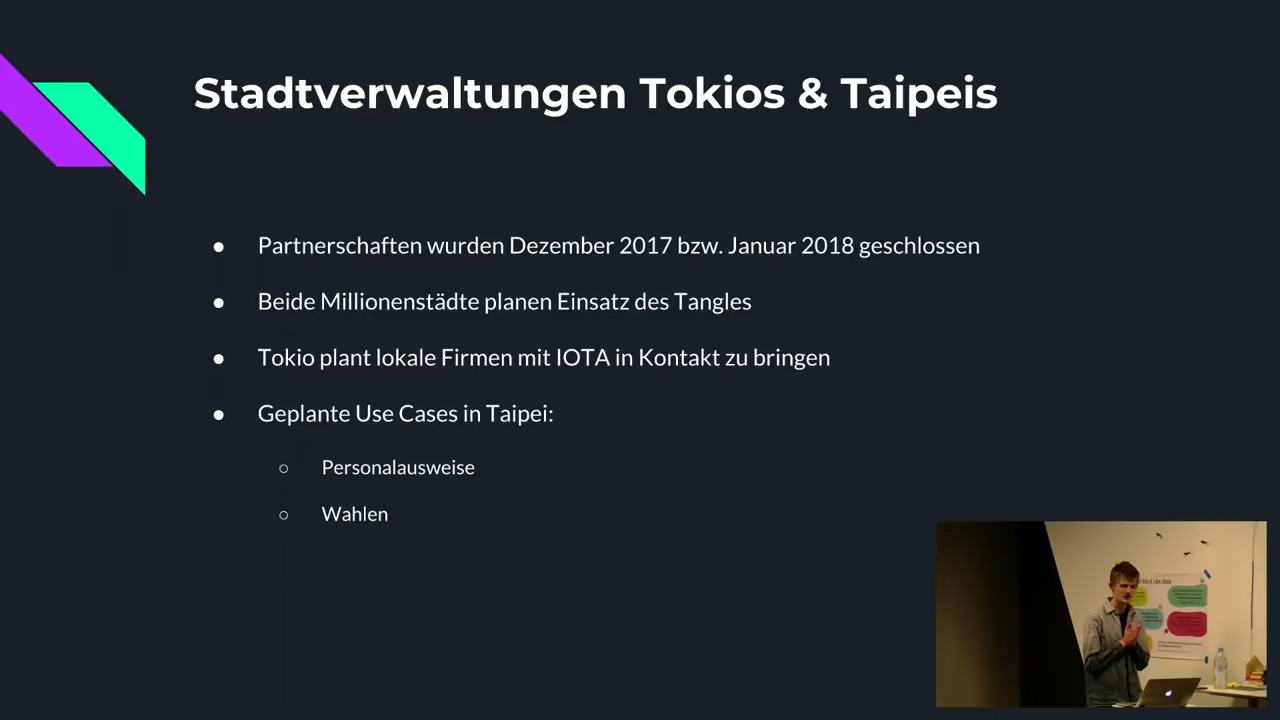 Stadtverwaltungen Tokios & Taipeis
● Partnerschaften wurden Dezember 2017 bzw. Januar 2018 geschlossen
● Beide Millionenstädte planen Einsatz des Tangles
● Tokio plant lokale Firmen mit IOTA in Kontakt zu bringen
● Geplante Use Cases in Taipei:
○ Personalausweise
○ Wahlen